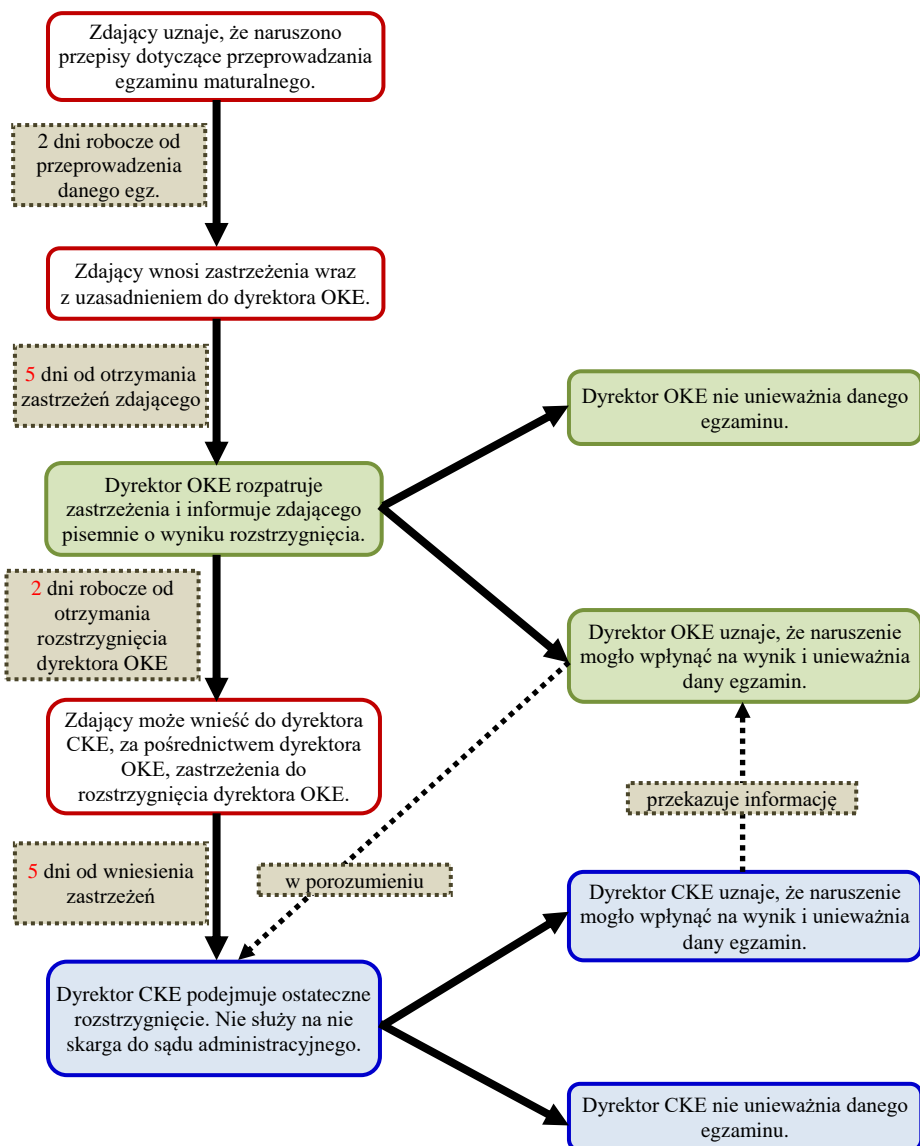 Zdający uznaje, że naruszono
przepisy dotyczące przeprowadzania
egzaminu maturalnego.
2 dni robocze od
przeprowadzenia
danego egz.
Zdający wnosi zastrzeżenia wraz
z uzasadnieniem do dyrektora OKE.
5 dni od otrzymania
zastrzeżeń zdającego
Dyrektor OKE nie unieważnia danego
egzaminu.
Dyrektor OKE rozpatruje
zastrzeżenia i informuje zdającego
pisemnie o wyniku rozstrzygnięcia.
2 dni robocze od
otrzymania
rozstrzygnięcia
dyrektora OKE
Dyrektor OKE uznaje, że naruszenie
mogło wpłynąć na wynik i unieważnia
dany egzamin.
Zdający może wnieść do dyrektora
CKE, za pośrednictwem dyrektora
OKE, zastrzeżenia do
rozstrzygnięcia dyrektora OKE.
przekazuje informację
5 dni od wniesienia
zastrzeżeń
w porozumieniu
Dyrektor CKE uznaje, że naruszenie
mogło wpłynąć na wynik i unieważnia
dany egzamin.
Dyrektor CKE podejmuje ostateczne
rozstrzygnięcie. Nie służy na nie
skarga do sądu administracyjnego.
Dyrektor CKE nie unieważnia danego
egzaminu.